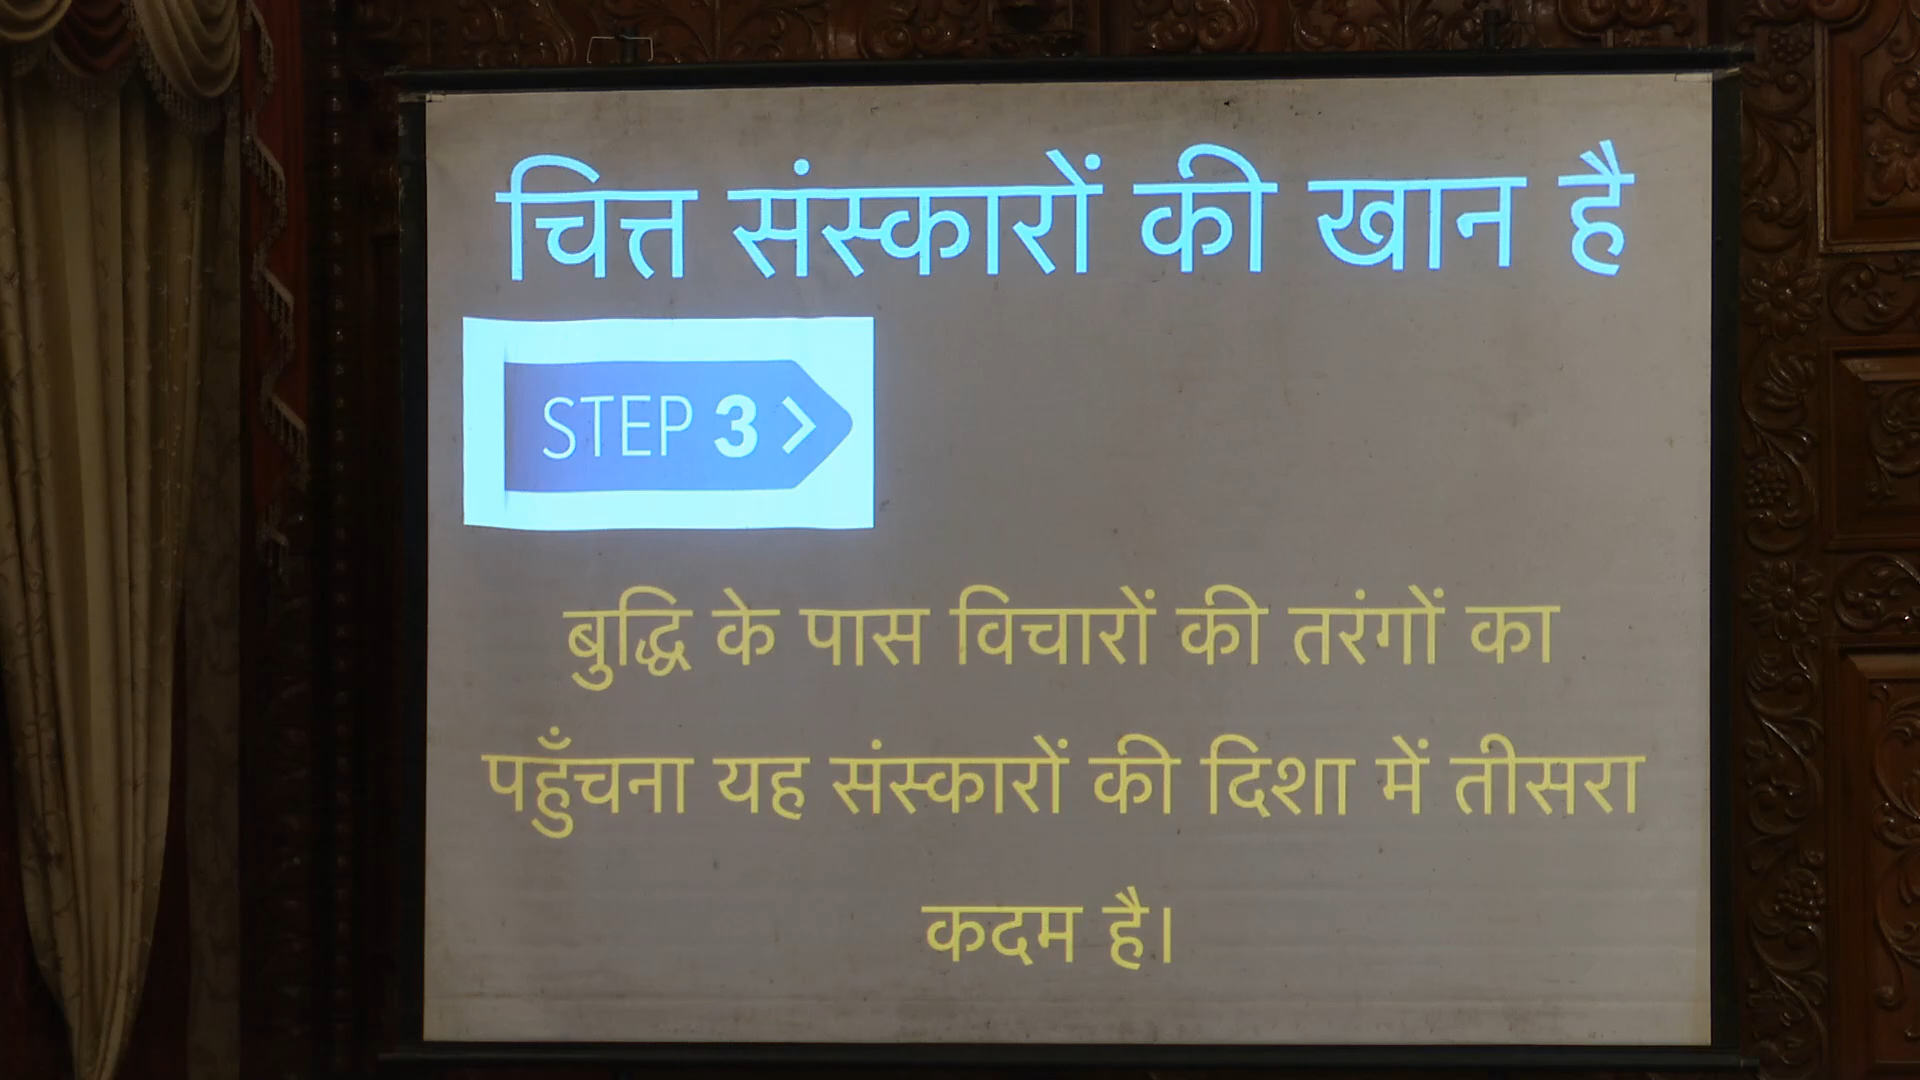 चित्त संस्कारों की खान है
STEP 3
बुद्धि के पास विचारों की तरंगों का
पहुँचना यह संस्कारों की दिशा में तीसरा
कदम है।